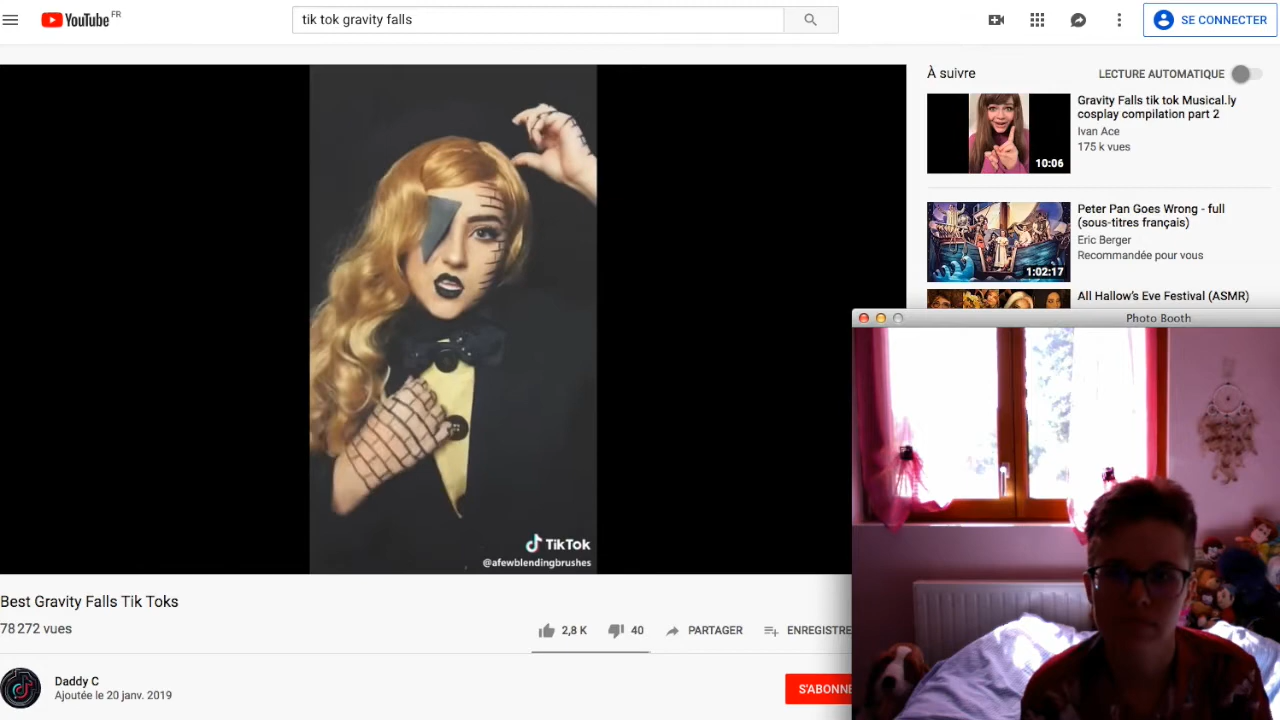 YouTube FR
tik tok gravity falls
SE CONNECTER
À suivre
LECTURE AUTOMATIQUE
Gravity Falls tik tok Musical.ly
cosplay compilation part 2
Ivan Ace
175 k vues
10:06
Peter Pan Goes Wrong - full
(sous-titres français)
Eric Berger
Recommandée pour vous
1:02:17
All Hallow's Eve Festival (ASMR)
Photo Booth
TikTok
@afewblendingbrushes
Best Gravity Falls Tik Toks
78 272 vues
2,8 K
40
PARTAGER
ENREGISTRE
Daddy C
Ajoutée le 20 janv. 2019
S'ABONNE